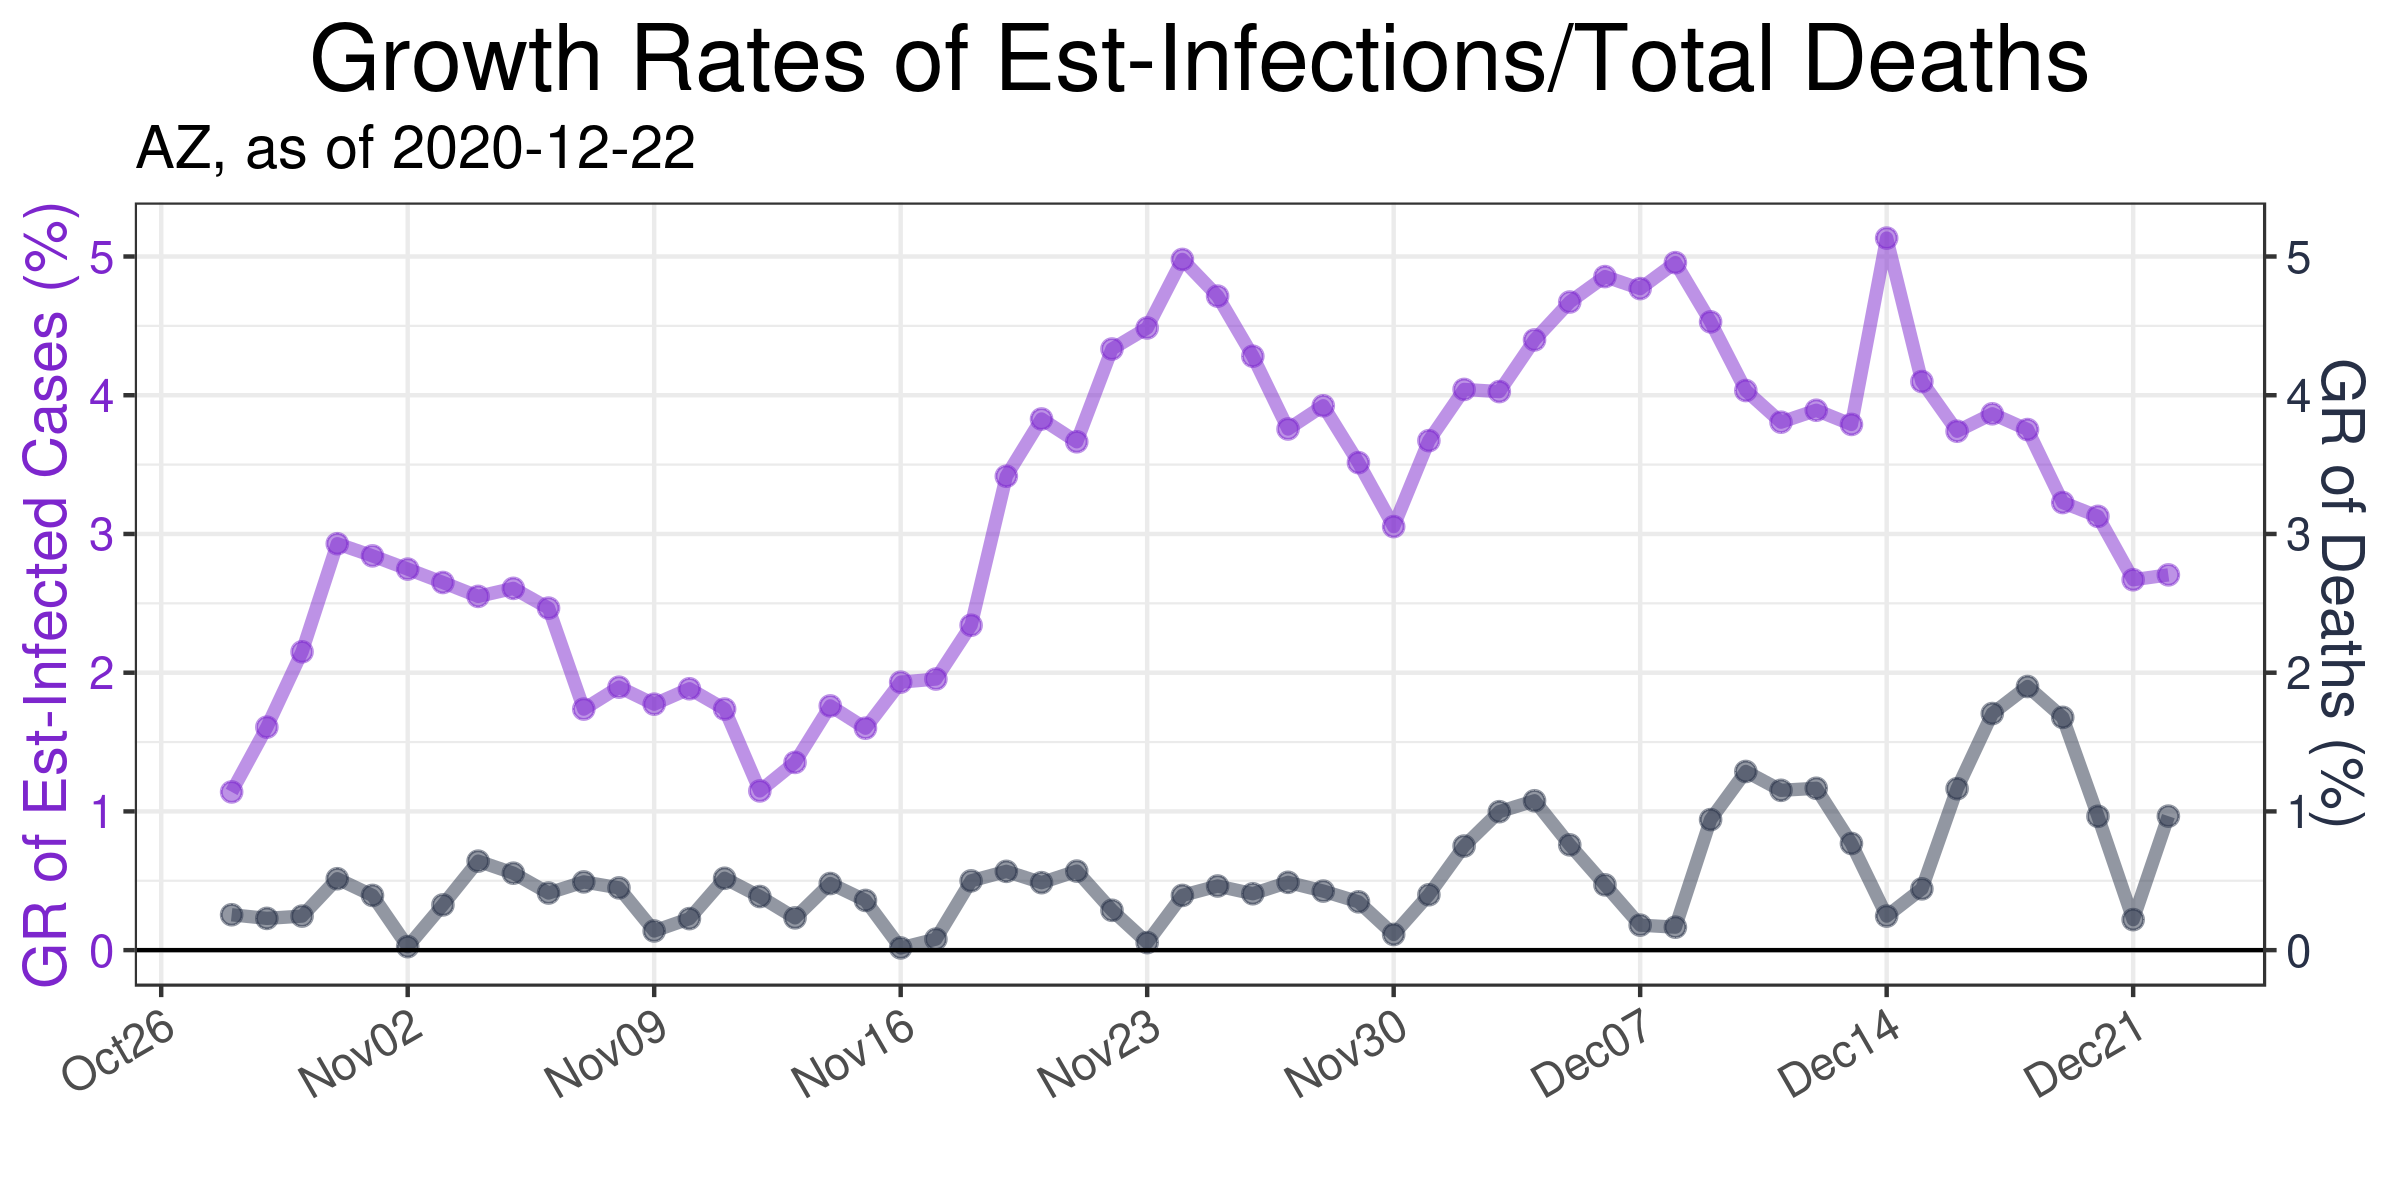 Growth Rates of Est-Infections/Total Deaths
AZ, as of 2020-12-22
GR of Est-Infected Cases (%)
5
4
3
2
1
0
5
4
3
2
1
0
GR of Deaths (%)
Oct26
Nov02
Nov09
Nov16
Nov23
Nov30
Dec07
Dec14
Dec21